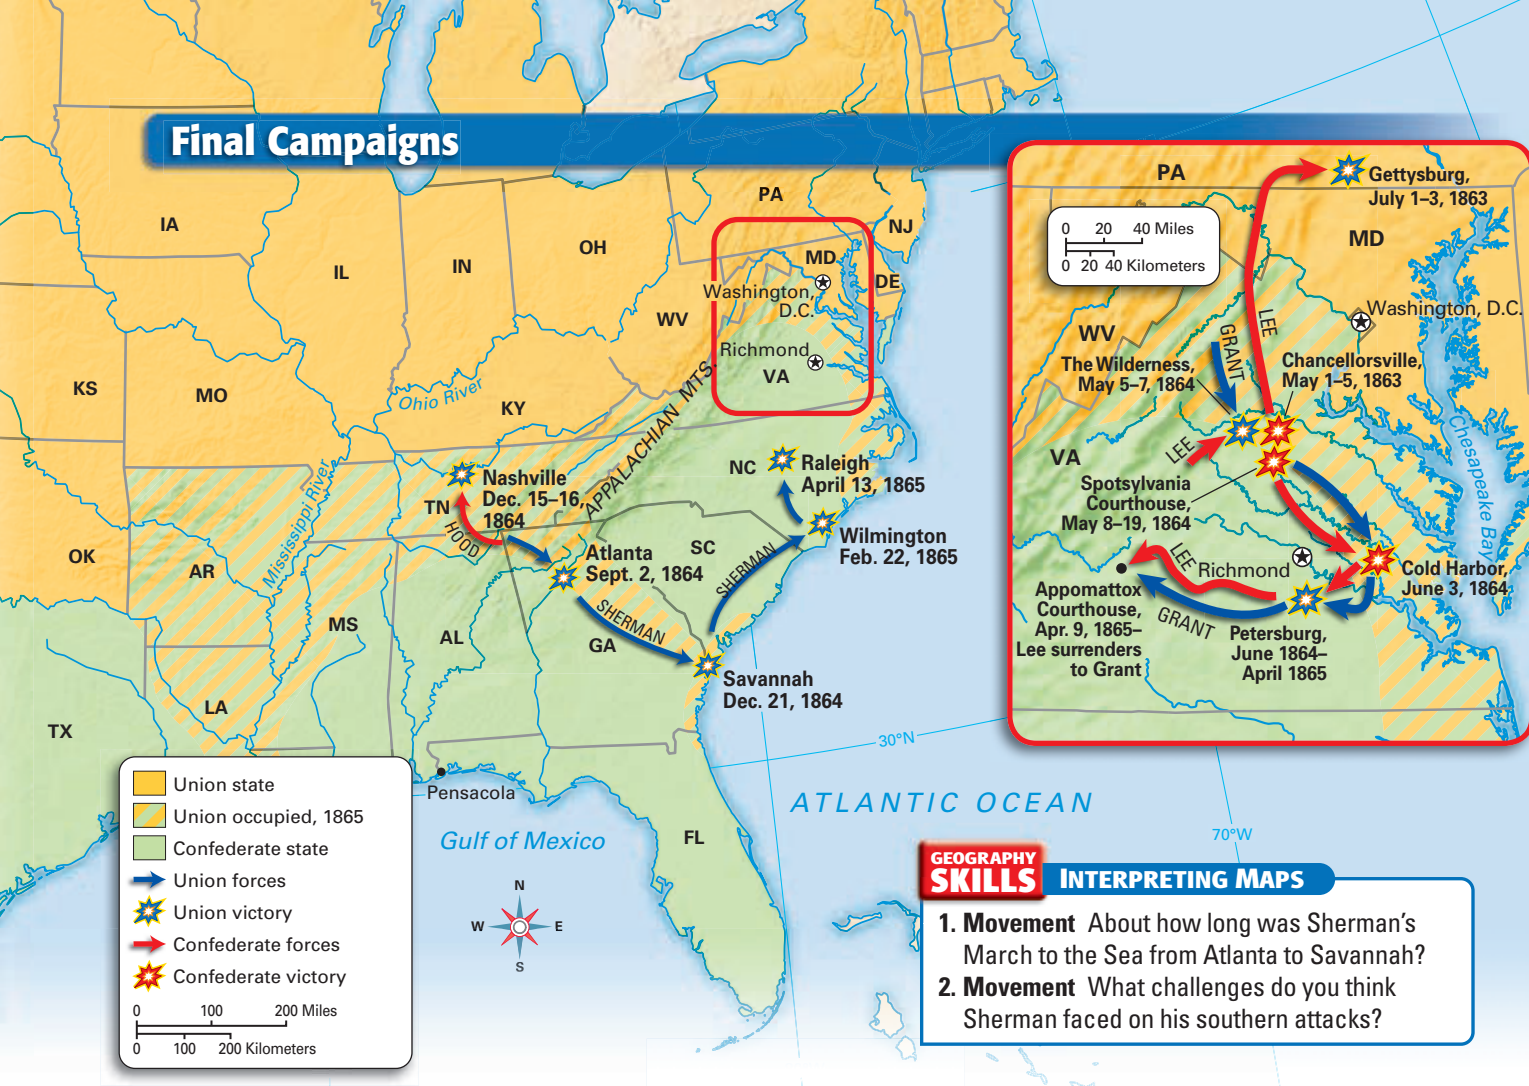 Final Campaigns
IA
IL
IN
OH
PA
NJ
MD
DE
Washington,
D.C.
WV
Richmond
VA
KS
MO
Ohio River
KY
APPALACHIAN MTS.
NC
Raleigh
April 13, 1865
Nashville
Dec. 15–16,
1864
TN
HOOD
Mississippi River
OK
AR
Atlanta
Sept. 2, 1864
SC
SHERMAN
Wilmington
Feb. 22, 1865
MS
AL
GA
SHERMAN
Savannah
Dec. 21, 1864
LA
TX
Pensacola
FL
Gulf of Mexico
ATLANTIC OCEAN
30°N
70°W
N
W
E
S
Union state
Union occupied, 1865
Confederate state
Union forces
Union victory
Confederate forces
Confederate victory
0 100 200 Miles
0 100 200 Kilometers
PA
Gettysburg,
July 1–3, 1863
0 20 40 Miles
0 20 40 Kilometers
MD
Washington, D.C.
WV
GRANT
LEE
The Wilderness,
May 5–7, 1864
Chancellorsville,
May 1–5, 1863
LEE
VA
Chesapeake Bay
Spotsylvania
Courthouse,
May 8–19, 1864
LEE
Richmond
Cold Harbor,
June 3, 1864
Appomattox
Courthouse,
Apr. 9, 1865–
Lee surrenders
to Grant
GRANT
Petersburg,
June 1864–
April 1865
GEOGRAPHY
SKILLS
INTERPRETING MAPS
1. Movement About how long was Sherman's
March to the Sea from Atlanta to Savannah?
2. Movement What challenges do you think
Sherman faced on his southern attacks?